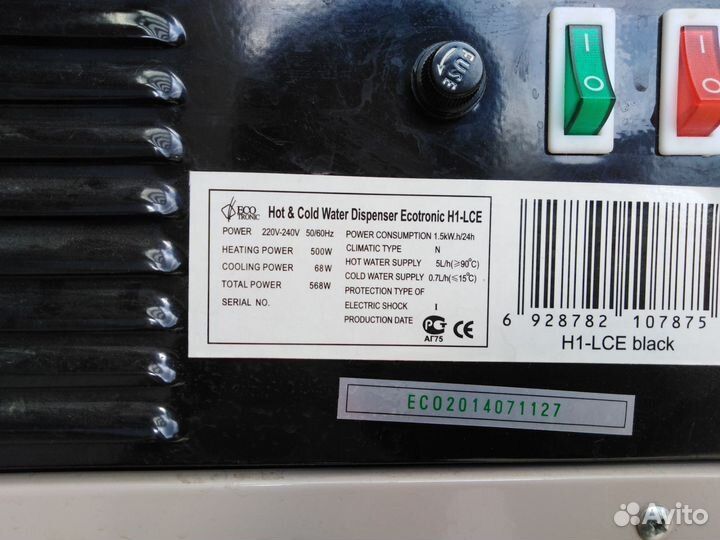 FUSE
ECO
TRONIC
Hot & Cold Water Dispenser Ecotronic H1-LCE
POWER 220V-240V 50/60Hz
HEATING POWER 500W
COOLING POWER 68W
TOTAL POWER 568W
SERIAL NO.
POWER CONSUMPTION 1.5kW.h/24h
CLIMATIC TYPE N
HOT WATER SUPPLY 5L/h(≥90°C)
COLD WATER SUPPLY 0.7L/h(≤15°C)
PROTECTION TYPE OF
ELECTRIC SHOCK I
PRODUCTION DATE
АГ75
CE
6 928782 107875
H1-LCE black
ECO2014071127
Avito